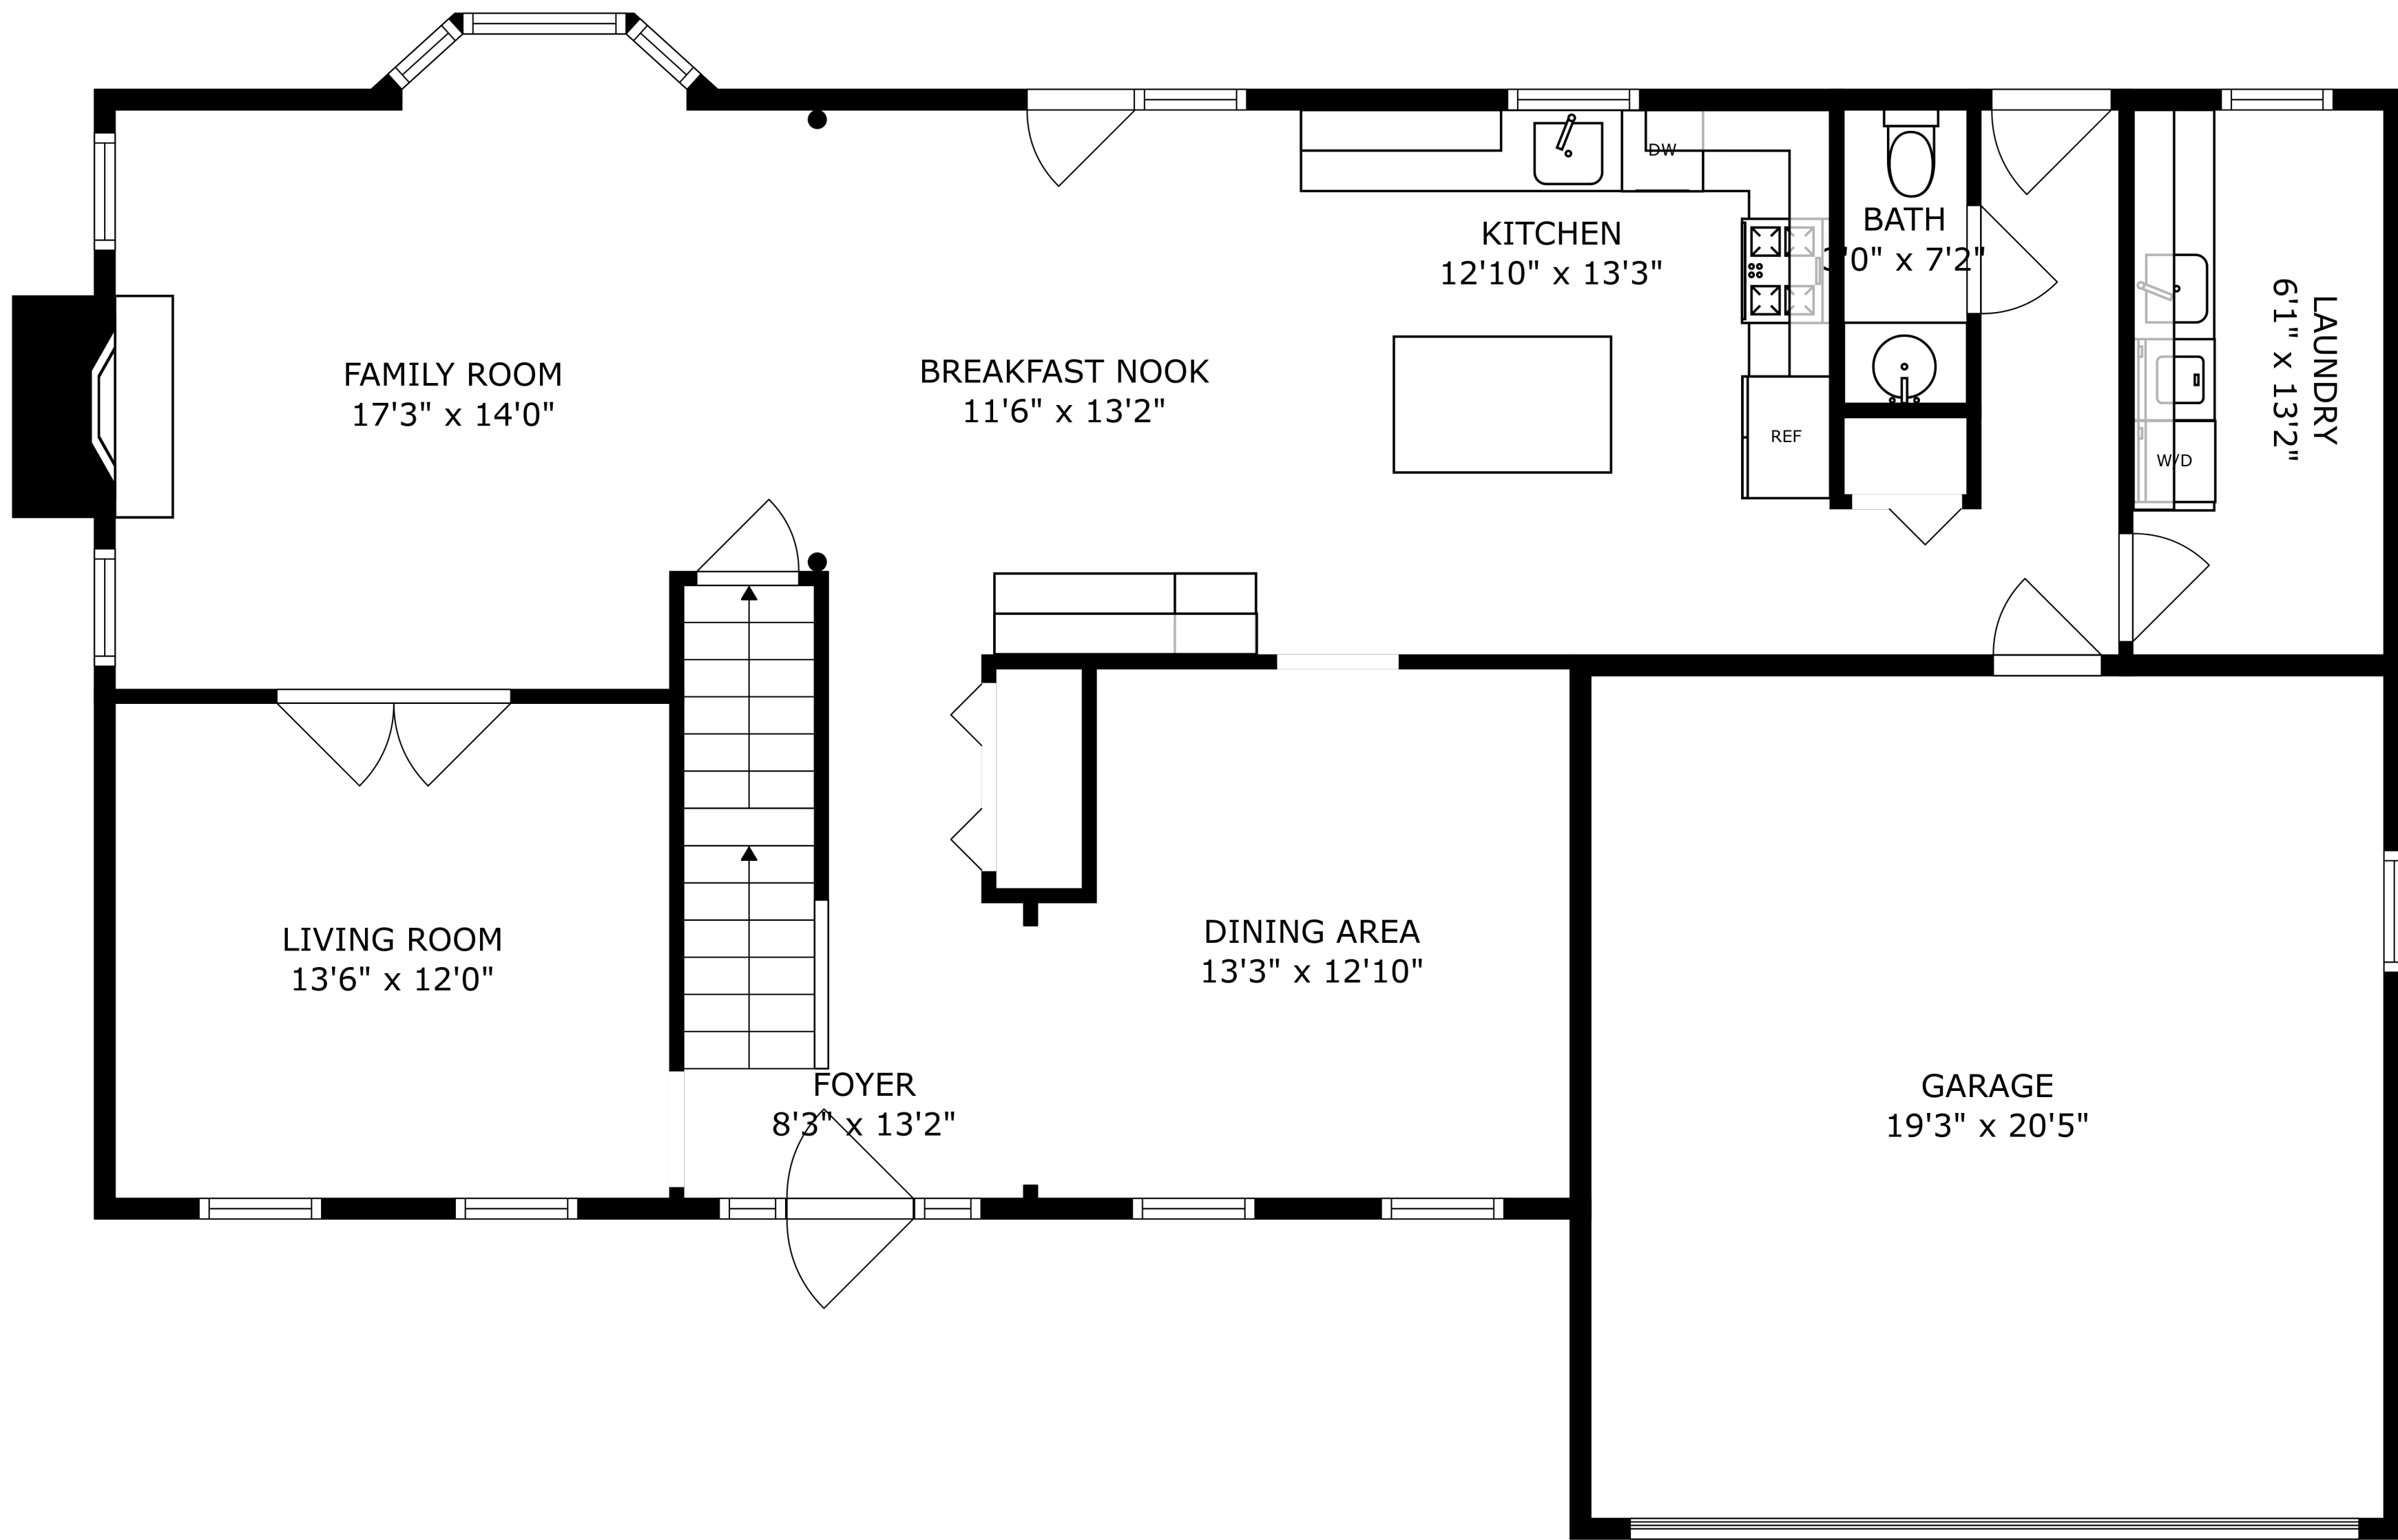 DW
KITCHEN
12'10" x 13'3"
BATH
3'0" x 7'2"
LAUNDRY
6'1" x 13'2"
FAMILY ROOM
17'3" x 14'0"
BREAKFAST NOOK
11'6" x 13'2"
REF
W/D
LIVING ROOM
13'6" x 12'0"
DINING AREA
13'3" x 12'10"
FOYER
8'3" x 13'2"
GARAGE
19'3" x 20'5"